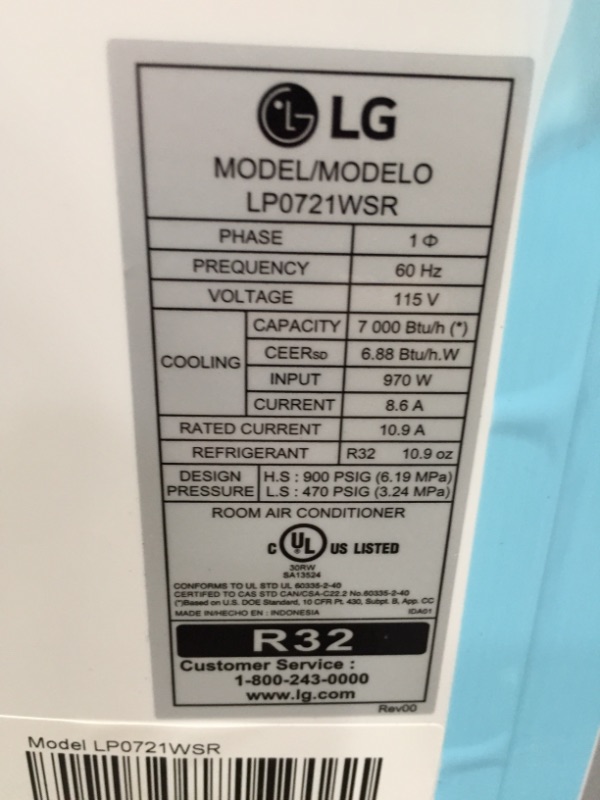 LG
MODEL/MODELO
LP0721WSR
PHASE 1 Φ
FREQUENCY 60 Hz
VOLTAGE 115 V
COOLING
CAPACITY 7 000 Btu/h (*)
CEERSD 6.88 Btu/h.W
INPUT 970 W
CURRENT 8.6 A
RATED CURRENT 10.9 A
REFRIGERANT R32 10.9 oz
DESIGN PRESSURE
H.S : 900 PSIG (6.19 MPa)
L.S : 470 PSIG (3.24 MPa)
ROOM AIR CONDITIONER
C UL US LISTED
30RW
SA13524
CONFORMS TO UL STD UL 60335-2-40
CERTIFIED TO CAS STD CAN/CSA-C22.2 No.60335-2-40
(*)Based on U.S. DOE Standard, 10 CFR Pt. 430, Subpt. B, App. CC
MADE IN/HECHO EN : INDONESIA IDA01
R32
Customer Service :
1-800-243-0000
www.lg.com
Rev00
Model LP0721WSR